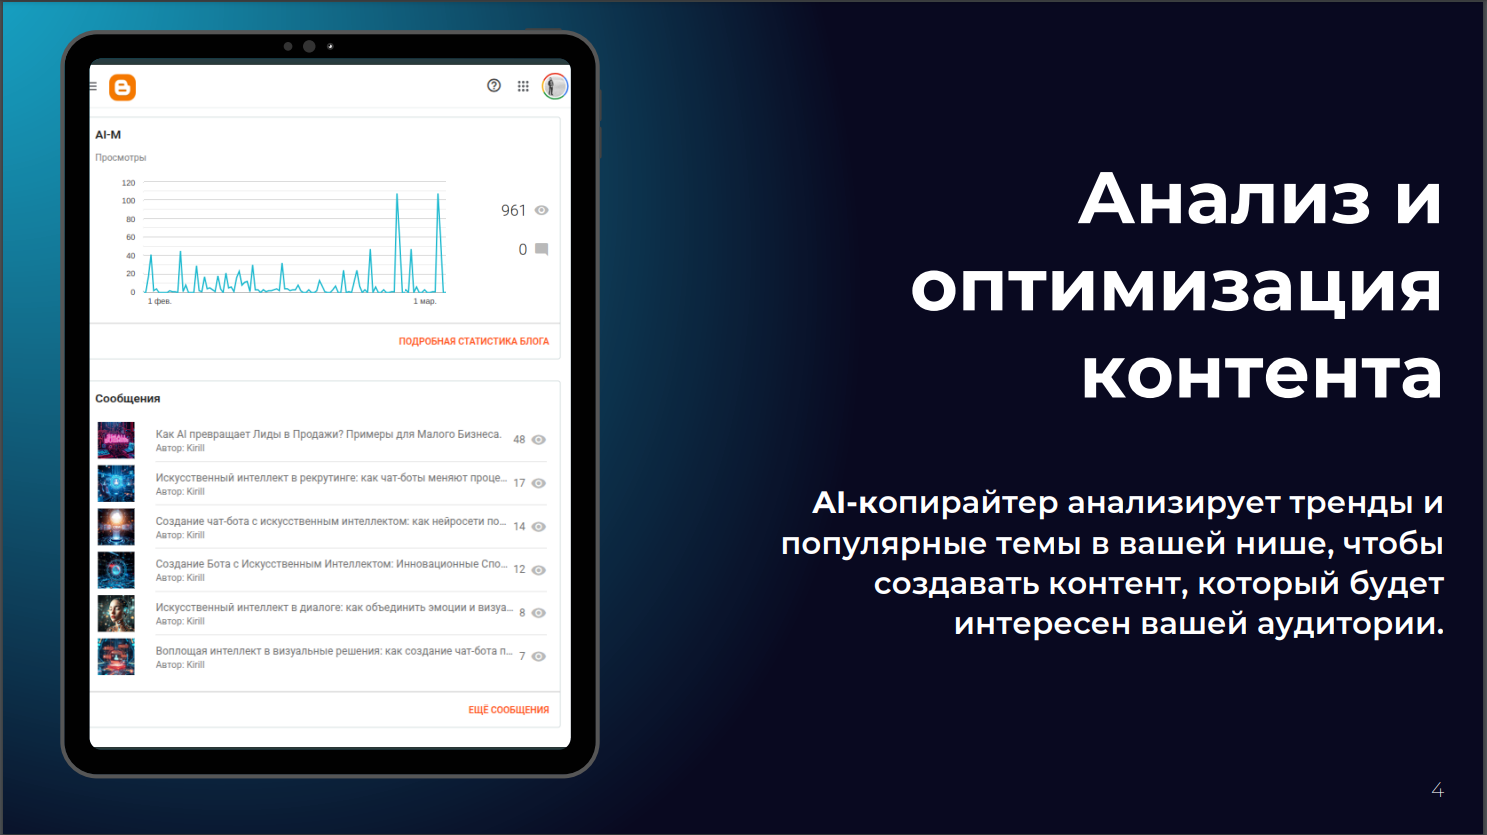 AI-M
Просмотры
120
100
80
60
40
20
0
1 фев.
1 мар.
961
0
ПОДРОБНАЯ СТАТИСТИКА БЛОГА
Сообщения
Как AI превращает Лиды в Продажи? Примеры для Малого Бизнеса.
48
Автор: Kirill
Искусственный интеллект в рекрутинге: как чат-боты меняют проце...
17
Автор: Kirill
Создание чат-бота с искусственным интеллектом: как нейросети по...
14
Автор: Kirill
Создание Бота с Искусственным Интеллектом: Инновационные Спо...
12
Автор: Kirill
Искусственный интеллект в диалоге: как объединить эмоции и визуа...
8
Автор: Kirill
Воплощая интеллект в визуальные решения: как создание чат-бота п...
7
Автор: Kirill
ЕЩЁ СООБЩЕНИЯ
Анализ и
оптимизация
контента
AI-копирайтер анализирует тренды и
популярные темы в вашей нише, чтобы
создавать контент, который будет
интересен вашей аудитории.
4